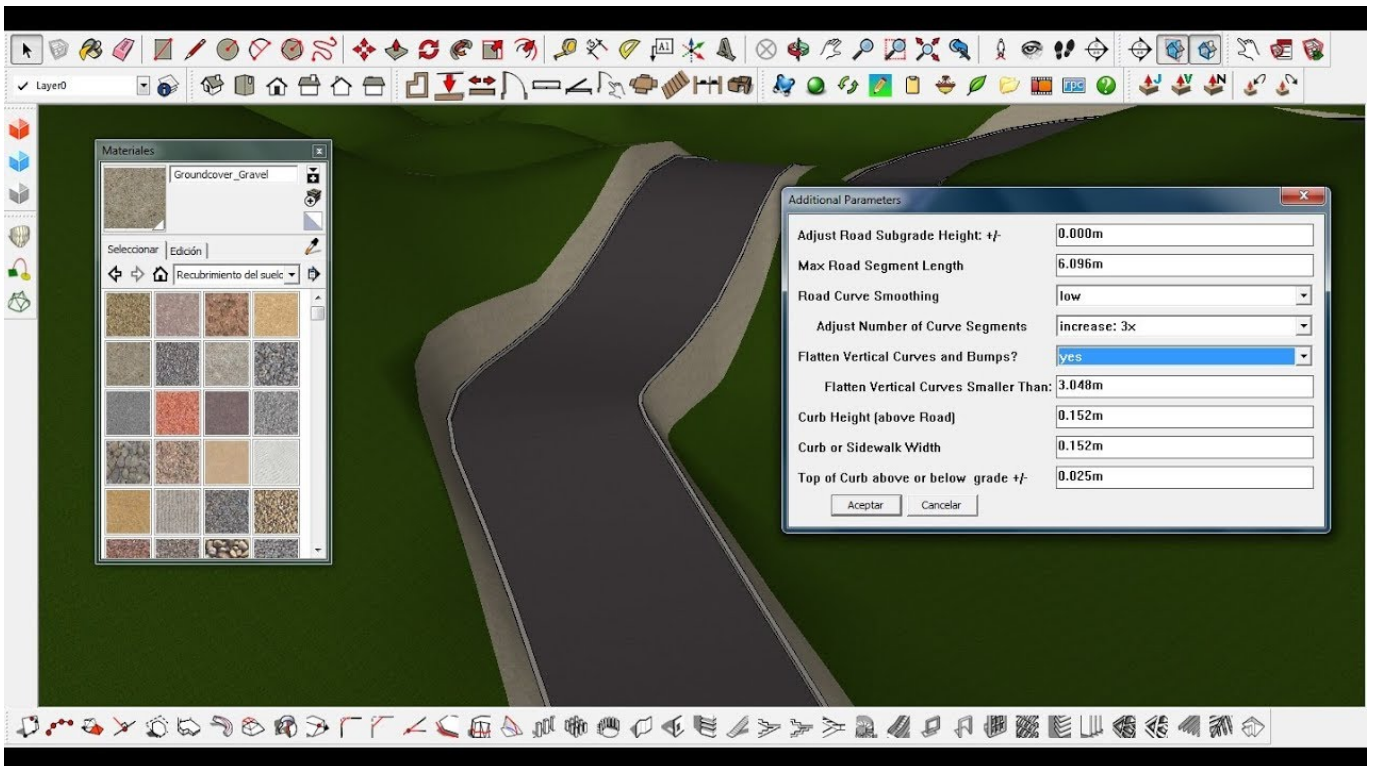 A1
Layer0
rpc
J
V
N
Materiales
Groundcover_Gravel
Seleccionar
Edición
Recubrimiento del suelc
Additional Parameters
Adjust Road Subgrade Height: +/- 0.000m
Max Road Segment Length 6.096m
Road Curve Smoothing low
Adjust Number of Curve Segments increase: 3x
Flatten Vertical Curves and Bumps? yes
Flatten Vertical Curves Smaller Than: 3.048m
Curb Height (above Road) 0.152m
Curb or Sidewalk Width 0.152m
Top of Curb above or below grade +/- 0.025m
Aceptar Cancelar